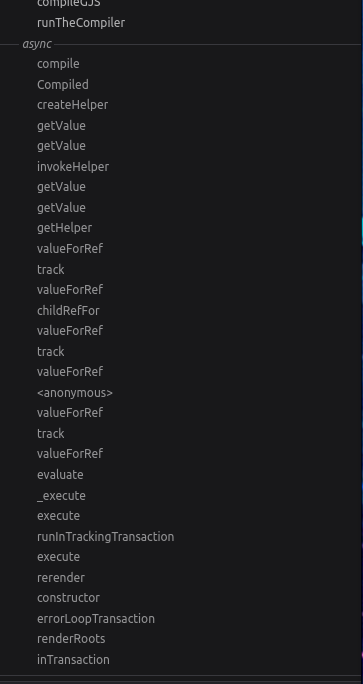 compileGJS
runTheCompiler
async
compile
Compiled
createHelper
getValue
getValue
invokeHelper
getValue
getValue
getHelper
valueForRef
track
valueForRef
childRefFor
valueForRef
track
valueForRef
<anonymous>
valueForRef
track
valueForRef
evaluate
_execute
execute
runInTrackingTransaction
execute
rerender
constructor
errorLoopTransaction
renderRoots
inTransaction